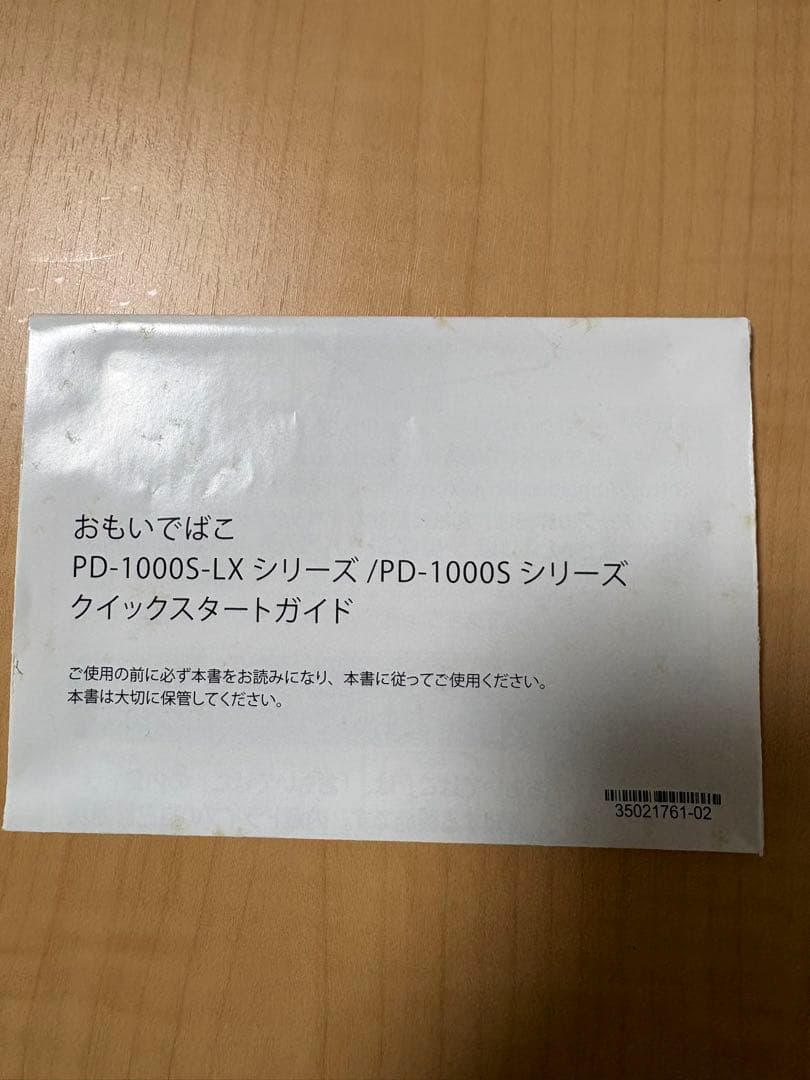 おもいでばこ
PD-1000S-LX シリーズ /PD-1000S シリーズ
クイックスタートガイド
ご使用の前に必ず本書をお読みになり、本書に従ってご使用ください。
本書は大切に保管してください。
35021761-02